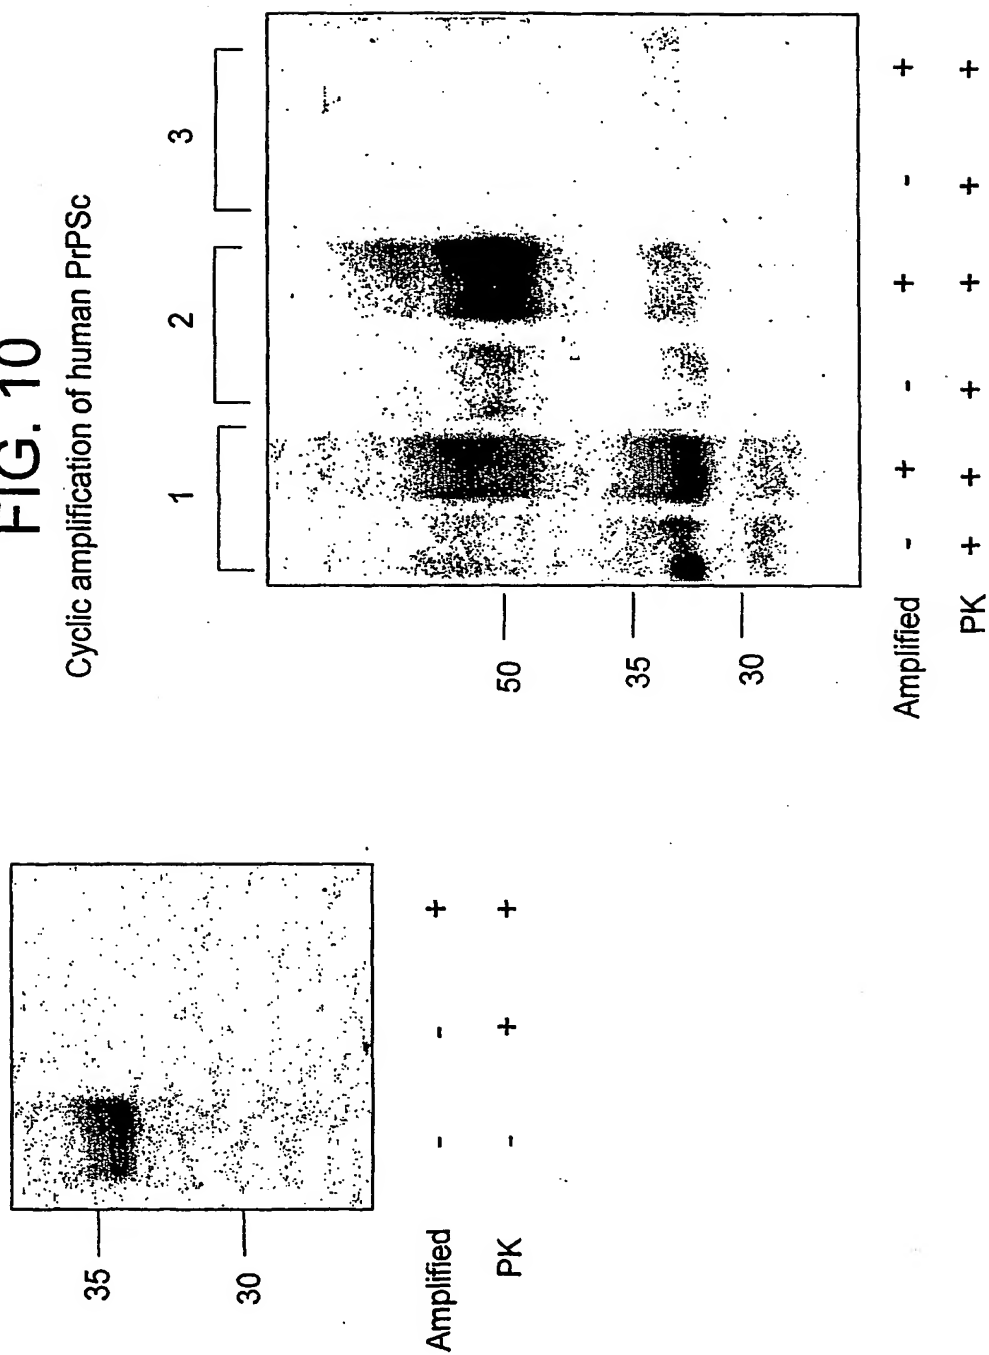 FIG. 10
Cyclic amplification of human PrPSc
35
30
Amplified - - +
PK - + +
1 2 3
50
35
30
Amplified - + - + - +
PK + + + + + +